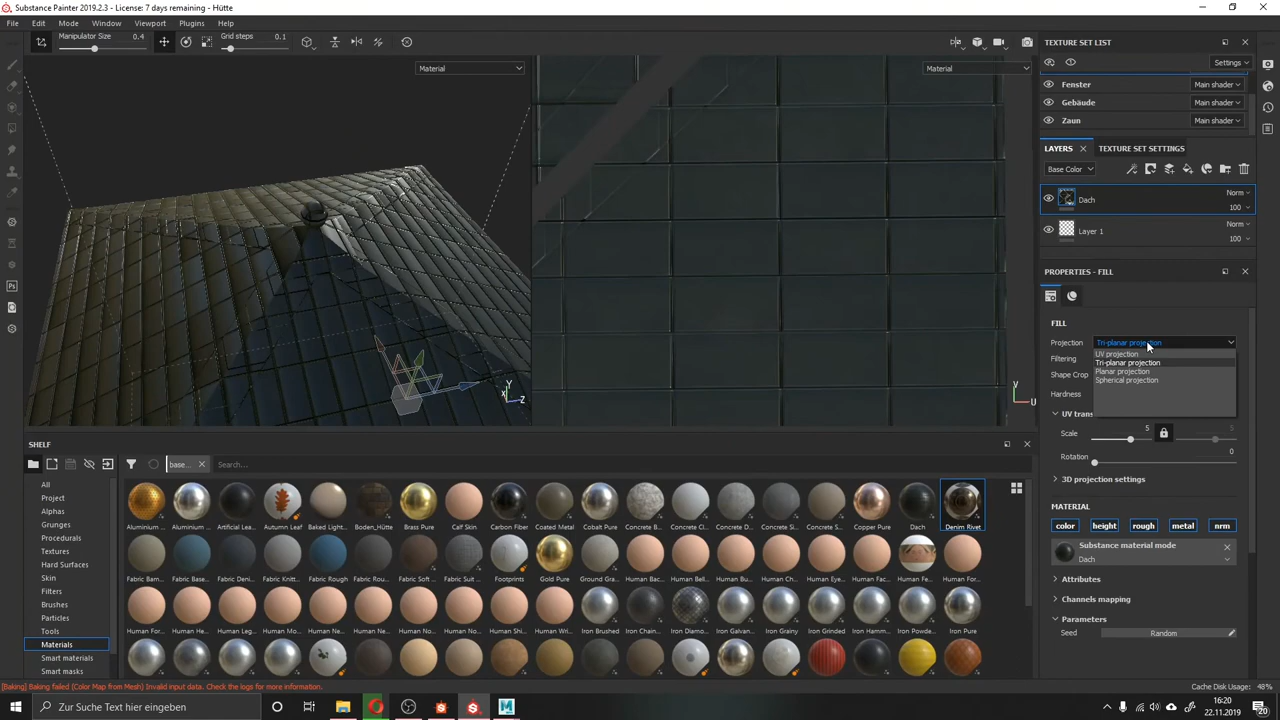 Substance Painter 2019.2.3 - License: 7 days remaining - Hütte
File Edit Mode Window Viewport Plugins Help
Manipulator Size 0.4
Grid steps 0.1
Material
Material
Y
X
Z
V
U
TEXTURE SET LIST
Settings
Fenster Main shader
Gebäude Main shader
Zaun Main shader
LAYERS TEXTURE SET SETTINGS
Base Color
Dach Norm 100
Layer 1 Norm 100
PROPERTIES - FILL
FILL
Projection Tri-planar projection
UV projection
Tri-planar projection
Planar projection
Spherical projection
Filtering
Shape Crop
Hardness
UV trans
Scale 5 5
Rotation 0
3D projection settings
MATERIAL
color height rough metal nrm
Substance material mode
Dach
Attributes
Channels mapping
Parameters
Seed Random
SHELF
base...
Search...
All
Project
Alphas
Grunges
Procedurals
Textures
Hard Surfaces
Skin
Filters
Brushes
Particles
Tools
Materials
Smart materials
Smart masks
Aluminium ... Aluminium ... Artificial Lea... Autumn Leaf Baked Light... Boden_Hütte Brass Pure Calf Skin Carbon Fiber Coated Metal Cobalt Pure Concrete B... Concrete Cl... Concrete D... Concrete Si... Concrete S... Copper Pure Dach Denim Rivet
Fabric Bam... Fabric Base... Fabric Deni... Fabric Knitt... Fabric Rough Fabric Rou... Fabric Soft ... Fabric Suit ... Footprints Gold Pure Ground Gra... Human Bac... Human Bell... Human Bu... Human Ch... Human Eye... Human Fac... Human Fe... Human For...
Human For... Human He... Human Leg... Human Mo... Human Ne... Human Ne... Human No... Human No... Human Shi... Human Wri... Iron Brushed Iron Chain... Iron Diamo... Iron Galvan... Iron Grainy Iron Grinded Iron Hamm... Iron Powde... Iron Pure
[Baking] Baking failed (Color Map from Mesh) Invalid input data. Check the logs for more information.
Cache Disk Usage: 48%
Zur Suche Text hier eingeben
16:20
22.11.2019
20